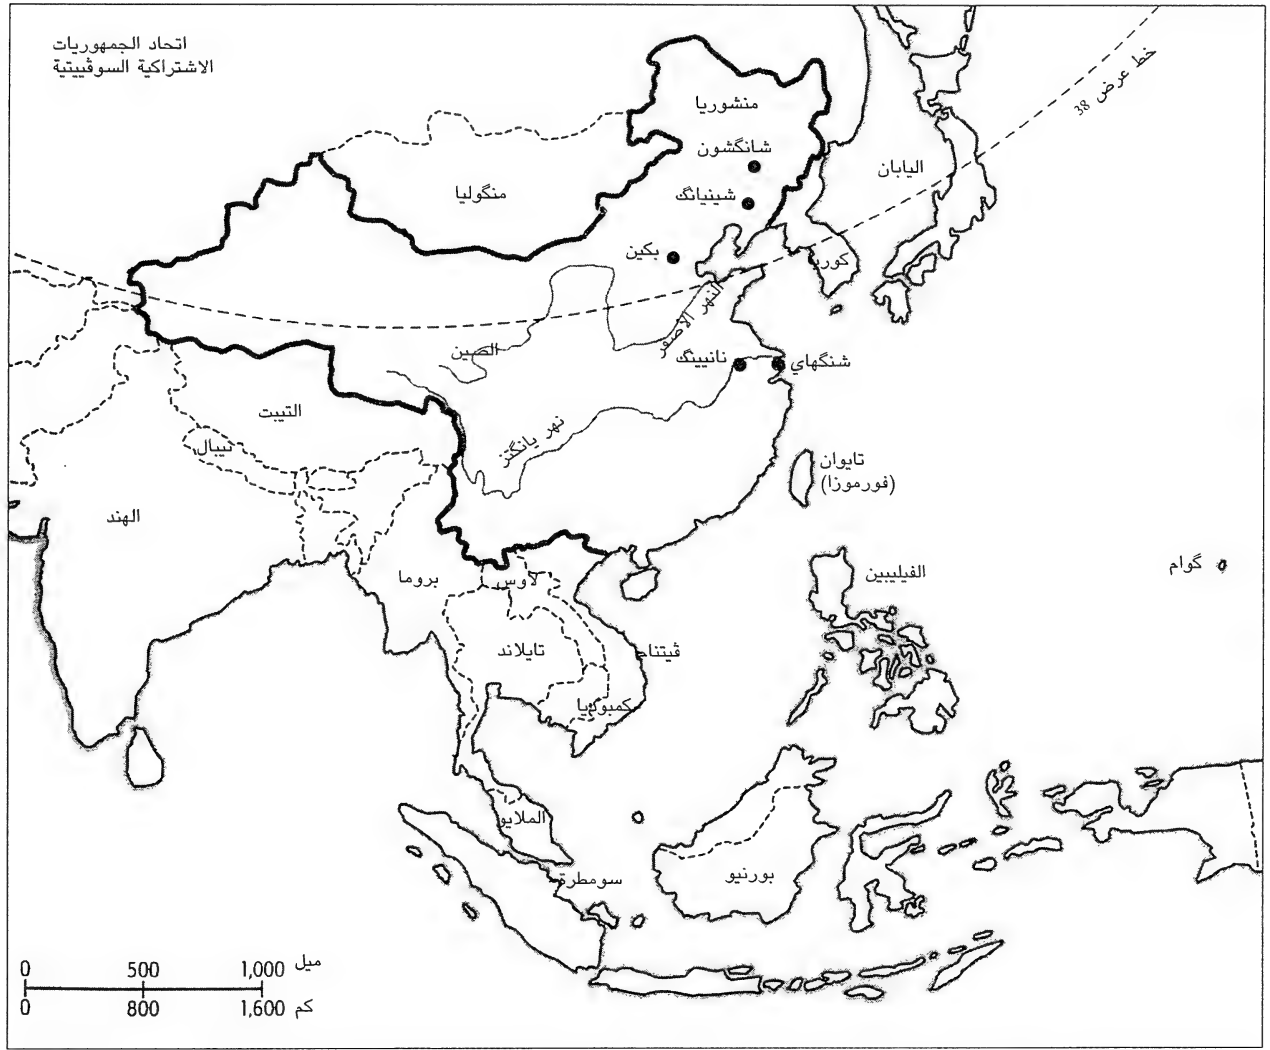 اتحاد الجمهوريات
الاشتراكية السوڤييتية
خط عرض 38
منشوريا
شانگشون
اليابان
منگوليا
شينيانگ
بكين
كوريا
النهر الأصفر
الصين
نانيينگ
شنگهاي
التيبت
نيبال
نهر يانگتز
تايوان
(فورموزا)
الهند
بروما
لاوس
الفيليبين
گوام
تايلاند
ڤيتنام
كمبوديا
الملايو
سومطرة
بورنيو
0 500 1,000 ميل
0 800 1,600 كم